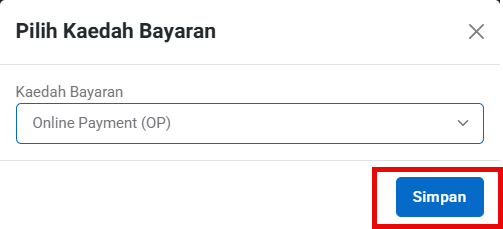 Pilih Kaedah Bayaran
Kaedah Bayaran
Online Payment (OP)
Simpan